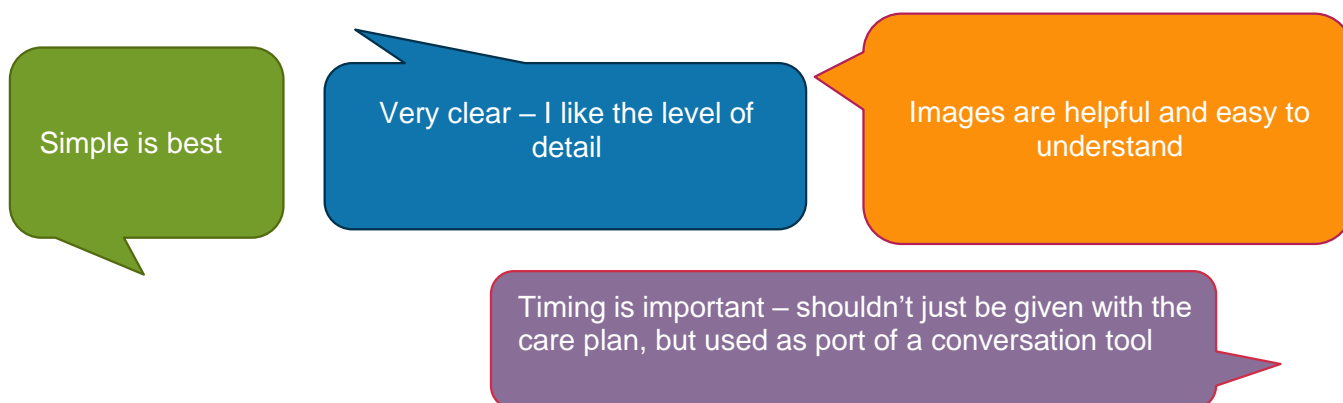 Simple is best
Very clear – I like the level of
detail
Images are helpful and easy to
understand
Timing is important – shouldn’t just be given with the
care plan, but used as port of a conversation tool